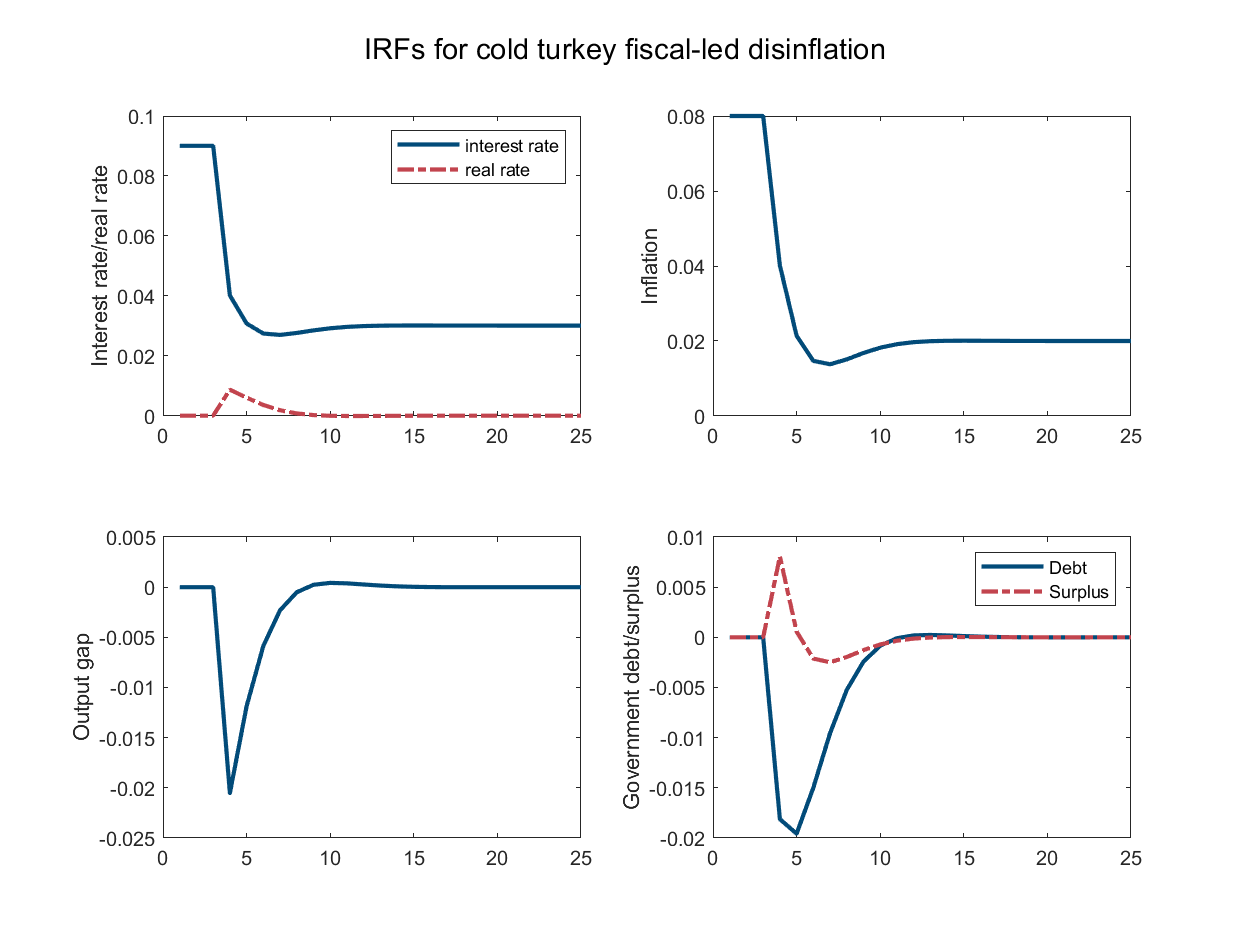 IRFs for cold turkey fiscal-led disinflation
Interest rate/real rate
0.1
0.08
0.06
0.04
0.02
0
0 5 10 15 20 25
interest rate
real rate
Inflation
0.08
0.06
0.04
0.02
0
0 5 10 15 20 25
Output gap
0.005
0
-0.005
-0.01
-0.015
-0.02
-0.025
0 5 10 15 20 25
Government debt/surplus
0.01
0.005
0
-0.005
-0.01
-0.015
-0.02
0 5 10 15 20 25
Debt
Surplus